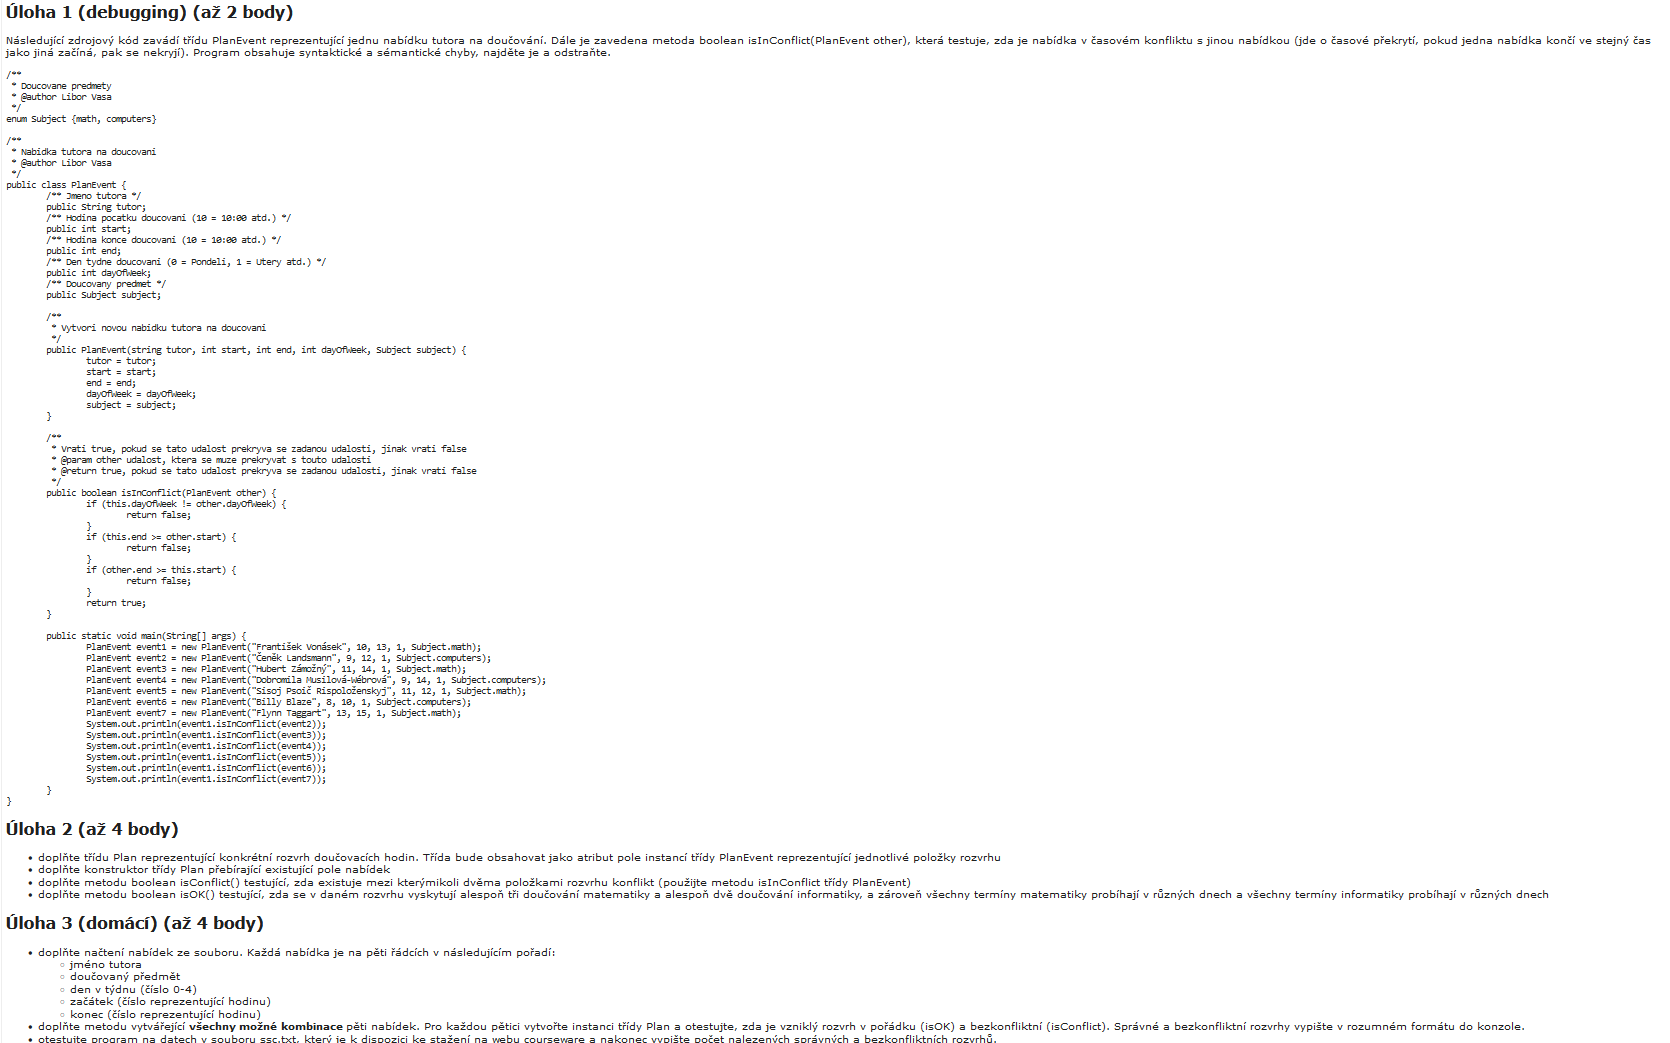 Úloha 1 (debugging) (až 2 body)
Následující zdrojový kód zavádí třídu PlanEvent reprezentující jednu nabídku tutora na doučování. Dále je zavedena metoda boolean isInConflict(PlanEvent other), která testuje, zda je nabídka v časovém konfliktu s jinou nabídkou (jde o časové překrytí, pokud jedna nabídka končí ve stejný čas
jako jiná začíná, pak se nekryjí). Program obsahuje syntaktické a sémantické chyby, najděte je a odstraňte.
/**
 * Doucovane predmety
 * @author Libor Vasa
 */
enum Subject {math, computers}
/**
 * Nabidka tutora na doucovani
 * @author Libor Vasa
 */
public class PlanEvent {
/** Jmeno tutora */
public String tutor;
/** Hodina pocatku doucovani (10 = 10:00 atd.) */
public int start;
/** Hodina konce doucovani (10 = 10:00 atd.) */
public int end;
/** Den tydne doucovani (0 = Pondeli, 1 = Utery atd.) */
public int dayOfWeek;
/** Doucovany predmet */
public Subject subject;
/**
 * Vytvori novou nabidku tutora na doucovani
 */
public PlanEvent(string tutor, int start, int end, int dayOfWeek, Subject subject) {
tutor = tutor;
start = start;
end = end;
dayOfWeek = dayOfWeek;
subject = subject;
}
/**
 * Vrati true, pokud se tato udalost prekryva se zadanou udalosti, jinak vrati false
 * @param other udalost, ktera se muze prekryvat s touto udalosti
 * @return true, pokud se tato udalost prekryva se zadanou udalosti, jinak vrati false
 */
public boolean isInConflict(PlanEvent other) {
if (this.dayOfWeek != other.dayOfWeek) {
return false;
}
if (this.end >= other.start) {
return false;
}
if (other.end >= this.start) {
return false;
}
return true;
}
public static void main(String[] args) {
PlanEvent event1 = new PlanEvent("František Vonásek", 10, 13, 1, Subject.math);
PlanEvent event2 = new PlanEvent("Čeněk Landsmann", 9, 12, 1, Subject.computers);
PlanEvent event3 = new PlanEvent("Hubert Zámožný", 11, 14, 1, Subject.math);
PlanEvent event4 = new PlanEvent("Dobromila Musilová-Wébrová", 9, 14, 1, Subject.computers);
PlanEvent event5 = new PlanEvent("Sisoj Psoič Rispoloženskyj", 11, 12, 1, Subject.math);
PlanEvent event6 = new PlanEvent("Billy Blaze", 8, 10, 1, Subject.computers);
PlanEvent event7 = new PlanEvent("Flynn Taggart", 13, 15, 1, Subject.math);
System.out.println(event1.isInConflict(event2));
System.out.println(event1.isInConflict(event3));
System.out.println(event1.isInConflict(event4));
System.out.println(event1.isInConflict(event5));
System.out.println(event1.isInConflict(event6));
System.out.println(event1.isInConflict(event7));
}
}
Úloha 2 (až 4 body)
• doplňte třídu Plan reprezentující konkrétní rozvrh doučovacích hodin. Třída bude obsahovat jako atribut pole instancí třídy PlanEvent reprezentující jednotlivé položky rozvrhu
• doplňte konstruktor třídy Plan přebírající existující pole nabídek
• doplňte metodu boolean isConflict() testující, zda existuje mezi kterýmikoli dvěma položkami rozvrhu konflikt (použijte metodu isInConflict třídy PlanEvent)
• doplňte metodu boolean isOK() testující, zda se v daném rozvrhu vyskytují alespoň tři doučování matematiky a alespoň dvě doučování informatiky, a zároveň všechny termíny matematiky probíhají v různých dnech a všechny termíny informatiky probíhají v různých dnech
Úloha 3 (domácí) (až 4 body)
• doplňte načtení nabídek ze souboru. Každá nabídka je na pěti řádcích v následujícím pořadí:
◦ jméno tutora
◦ doučovaný předmět
◦ den v týdnu (číslo 0-4)
◦ začátek (číslo reprezentující hodinu)
◦ konec (číslo reprezentující hodinu)
• doplňte metodu vytvářející všechny možné kombinace pěti nabídek. Pro každou pětici vytvořte instanci třídy Plan a otestujte, zda je vzniklý rozvrh v pořádku (isOK) a bezkonfliktní (isConflict). Správné a bezkonfliktní rozvrhy vypište v rozumném formátu do konzole.
• otestujte program na datech v souboru ssc.txt, který je k dispozici ke stažení na webu courseware a nakonec vypište počet nalezených správných a bezkonfliktních rozvrhů.